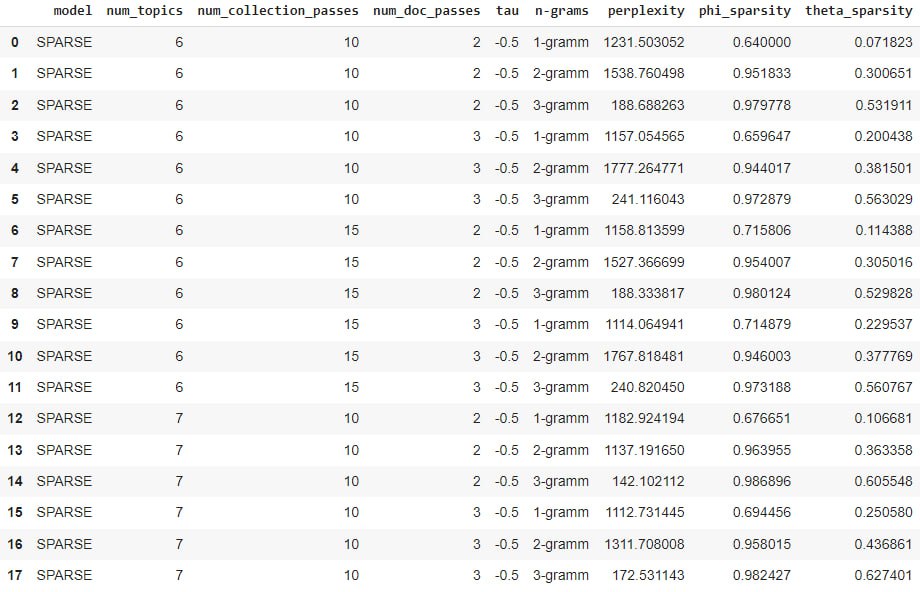 model num_topics num_collection_passes num_doc_passes tau n-grams perplexity phi_sparsity theta_sparsity
0 SPARSE 6 10 2 -0.5 1-gramm 1231.503052 0.640000 0.071823
1 SPARSE 6 10 2 -0.5 2-gramm 1538.760498 0.951833 0.300651
2 SPARSE 6 10 2 -0.5 3-gramm 188.688263 0.979778 0.531911
3 SPARSE 6 10 3 -0.5 1-gramm 1157.054565 0.659647 0.200438
4 SPARSE 6 10 3 -0.5 2-gramm 1777.264771 0.944017 0.381501
5 SPARSE 6 10 3 -0.5 3-gramm 241.116043 0.972879 0.563029
6 SPARSE 6 15 2 -0.5 1-gramm 1158.813599 0.715806 0.114388
7 SPARSE 6 15 2 -0.5 2-gramm 1527.366699 0.954007 0.305016
8 SPARSE 6 15 2 -0.5 3-gramm 188.333817 0.980124 0.529828
9 SPARSE 6 15 3 -0.5 1-gramm 1114.064941 0.714879 0.229537
10 SPARSE 6 15 3 -0.5 2-gramm 1767.818481 0.946003 0.377769
11 SPARSE 6 15 3 -0.5 3-gramm 240.820450 0.973188 0.560767
12 SPARSE 7 10 2 -0.5 1-gramm 1182.924194 0.676651 0.106681
13 SPARSE 7 10 2 -0.5 2-gramm 1137.191650 0.963955 0.363358
14 SPARSE 7 10 2 -0.5 3-gramm 142.102112 0.986896 0.605548
15 SPARSE 7 10 3 -0.5 1-gramm 1112.731445 0.694456 0.250580
16 SPARSE 7 10 3 -0.5 2-gramm 1311.708008 0.958015 0.436861
17 SPARSE 7 10 3 -0.5 3-gramm 172.531143 0.982427 0.627401